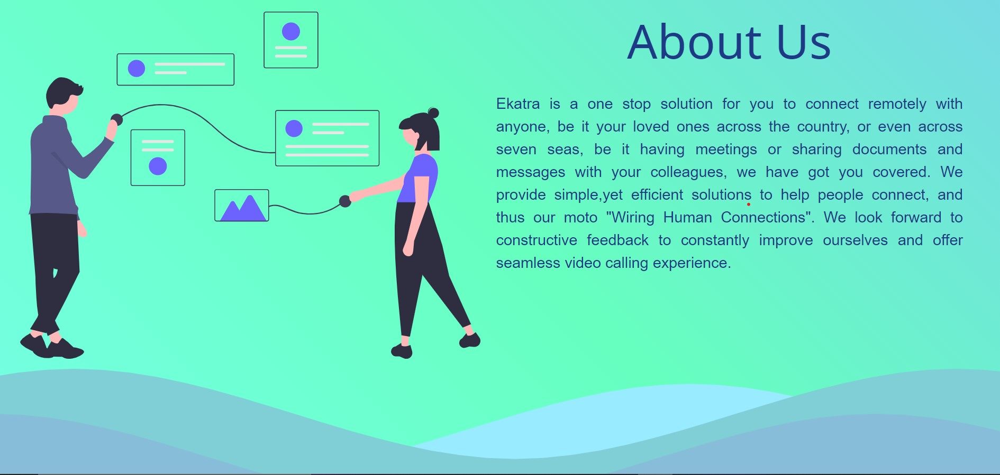 About Us
Ekatra is a one stop solution for you to connect remotely with
anyone, be it your loved ones across the country, or even across
seven seas, be it having meetings or sharing documents and
messages with your colleagues, we have got you covered. We
provide simple,yet efficient solutions to help people connect, and
thus our moto "Wiring Human Connections". We look forward to
constructive feedback to constantly improve ourselves and offer
seamless video calling experience.